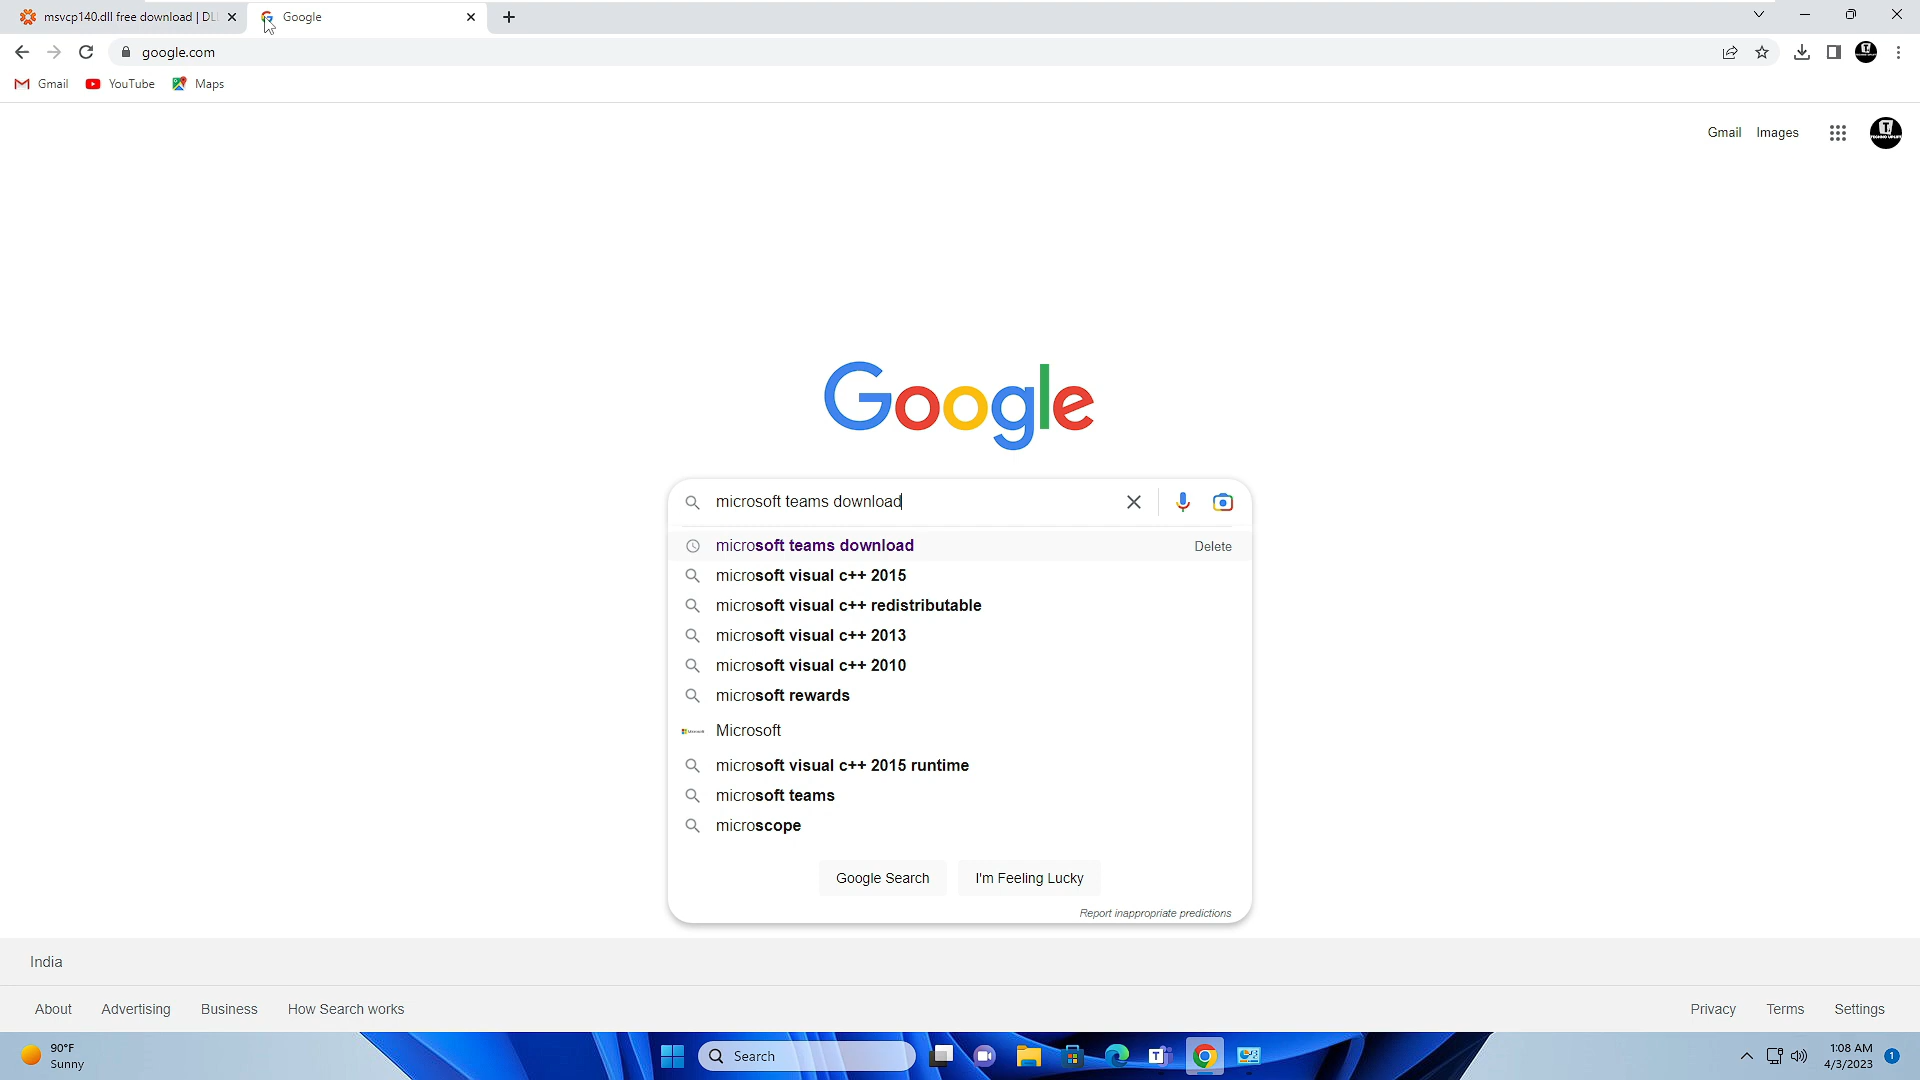 msvcp140.dll free download | DL
Google
google.com
Gmail YouTube Maps
Gmail Images
Google
microsoft teams download
microsoft teams download Delete
microsoft visual c++ 2015
microsoft visual c++ redistributable
microsoft visual c++ 2013
microsoft visual c++ 2010
microsoft rewards
Microsoft
microsoft visual c++ 2015 runtime
microsoft teams
microscope
Google Search I'm Feeling Lucky
Report inappropriate predictions
India
About Advertising Business How Search works
Privacy Terms Settings
90°F
Sunny
Search
1:08 AM
4/3/2023
1